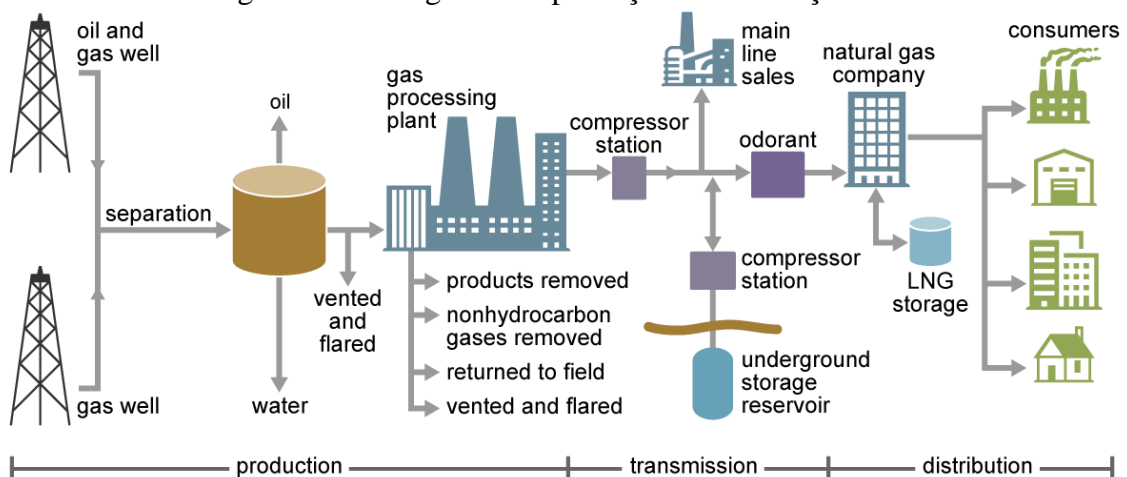 oil and
gas well
oil
separation
gas well
water
vented
and
flared
gas
processing
plant
products removed
nonhydrocarbon
gases removed
returned to field
vented and flared
compressor
station
main
line
sales
odorant
compressor
station
underground
storage
reservoir
natural gas
company
LNG
storage
consumers
production
transmission
distribution